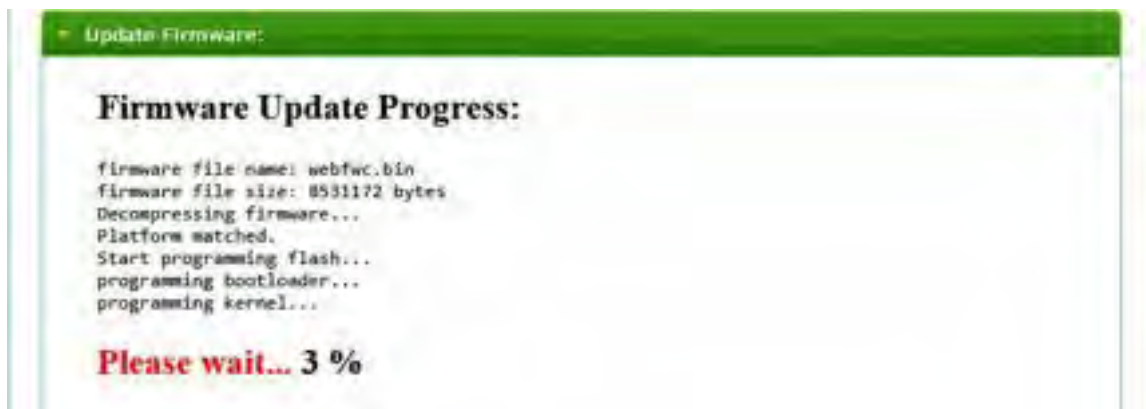 Update Firmware:
Firmware Update Progress:
firmware file name: webfwc.bin
firmware file size: 8531172 bytes
Decompressing firmware...
Platform matched.
Start programming flash...
programming bootloader...
programming kernel...
Please wait... 3 %